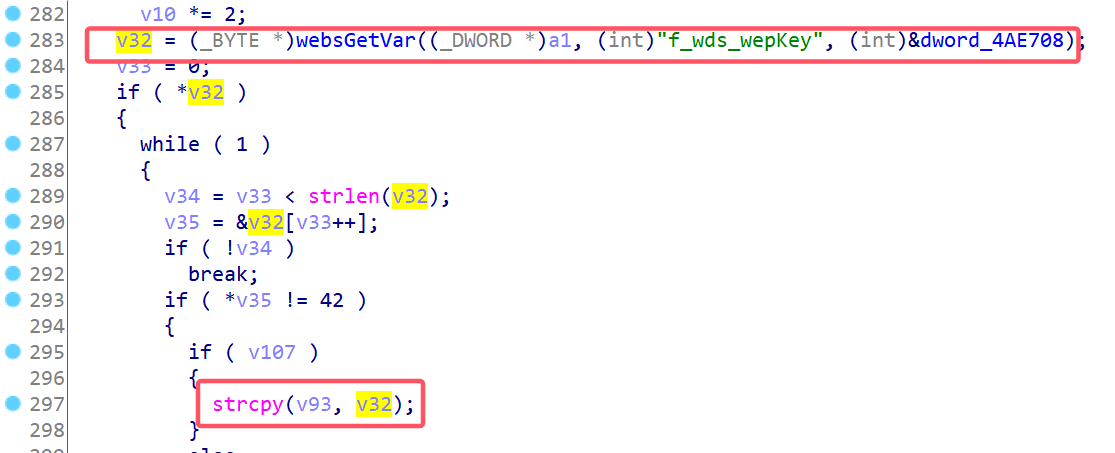 282 v10 *= 2;
283 v32 = (_BYTE *)websGetVar((_DWORD *)a1, (int)"f_wds_wepKey", (int)&dword_4AE708);
284 v33 = 0;
285 if ( *v32 )
286 {
287 while ( 1 )
288 {
289 v34 = v33 < strlen(v32);
290 v35 = &v32[v33++];
291 if ( !v34 )
292 break;
293 if ( *v35 != 42 )
294 {
295 if ( v107 )
296 {
297 strcpy(v93, v32);
298 }